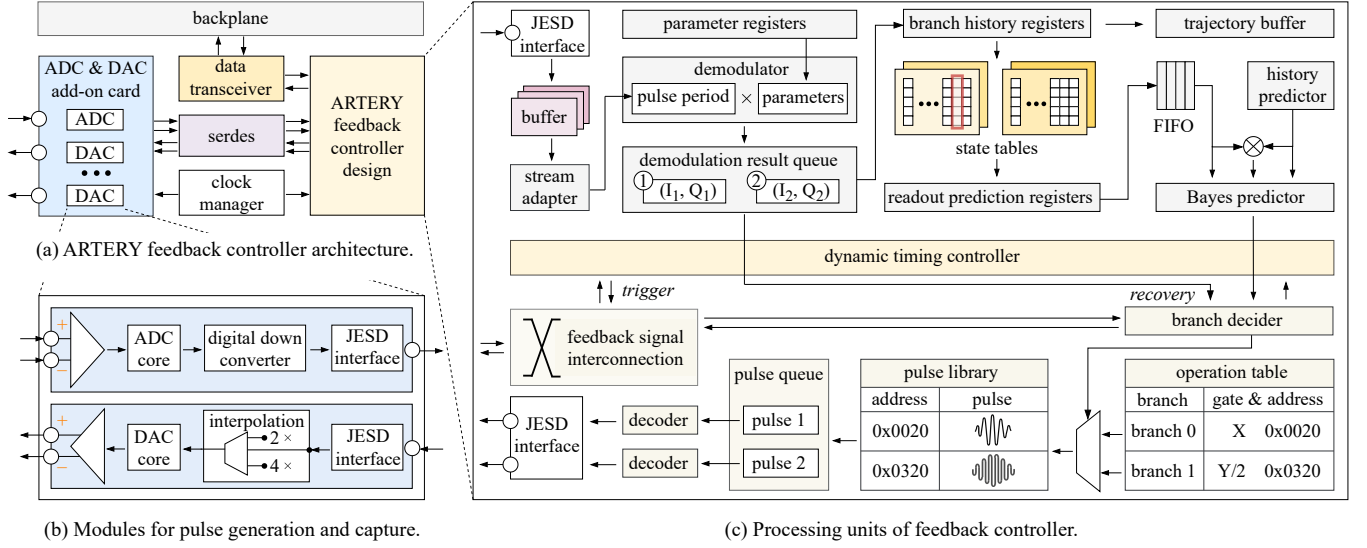 backplane
ADC & DAC
add-on card
ADC
DAC
DAC
data
transceiver
serdes
clock
manager
ARTERY
feedback
controller
design
(a) ARTERY feedback controller architecture.
+
−
ADC
core
digital down
converter
JESD
interface
+
−
DAC
core
interpolation
2 ×
4 ×
JESD
interface
(b) Modules for pulse generation and capture.
JESD
interface
buffer
stream
adapter
parameter registers
demodulator
pulse period × parameters
demodulation result queue
1 (I₁, Q₁) 2 (I₂, Q₂)
branch history registers
state tables
readout prediction registers
trajectory buffer
FIFO
history
predictor
Bayes predictor
dynamic timing controller
trigger
recovery
feedback signal
interconnection
branch decider
JESD
interface
decoder
decoder
pulse queue
pulse 1
pulse 2
pulse library
address pulse
0x0020
0x0320
operation table
branch gate & address
branch 0 X 0x0020
branch 1 Y/2 0x0320
(c) Processing units of feedback controller.